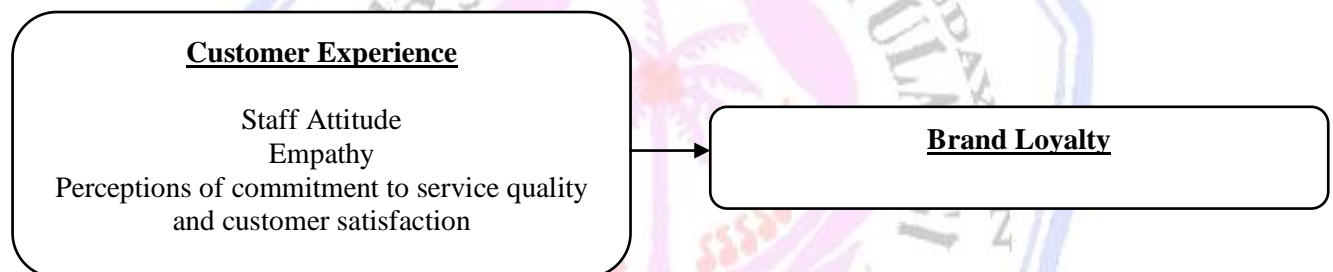 Customer Experience
Staff Attitude
Empathy
Perceptions of commitment to service quality
and customer satisfaction
Brand Loyalty